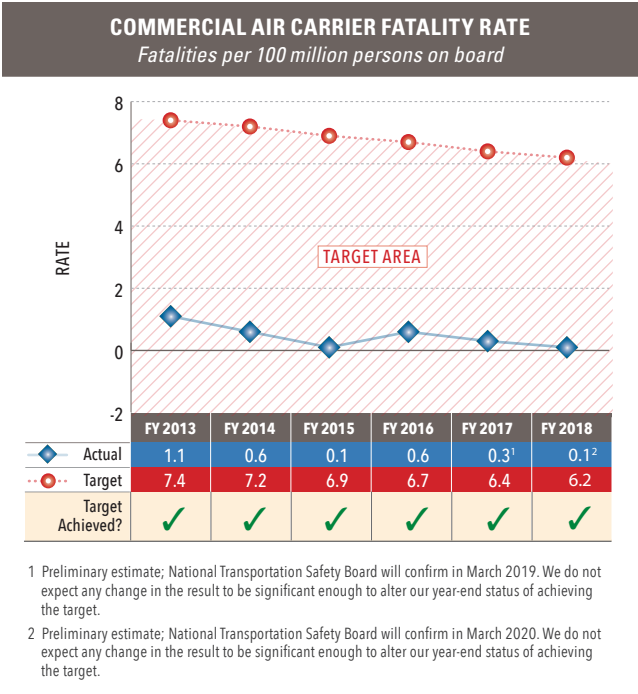 COMMERCIAL AIR CARRIER FATALITY RATE
Fatalities per 100 million persons on board
8
6
4
2
0
-2
RATE
TARGET AREA
FY 2013 FY 2014 FY 2015 FY 2016 FY 2017 FY 2018
Actual 1.1 0.6 0.1 0.6 0.3¹ 0.1²
Target 7.4 7.2 6.9 6.7 6.4 6.2
Target
Achieved? ✓ ✓ ✓ ✓ ✓ ✓
1 Preliminary estimate; National Transportation Safety Board will confirm in March 2019. We do not
expect any change in the result to be significant enough to alter our year-end status of achieving
the target.
2 Preliminary estimate; National Transportation Safety Board will confirm in March 2020. We do not
expect any change in the result to be significant enough to alter our year-end status of achieving
the target.